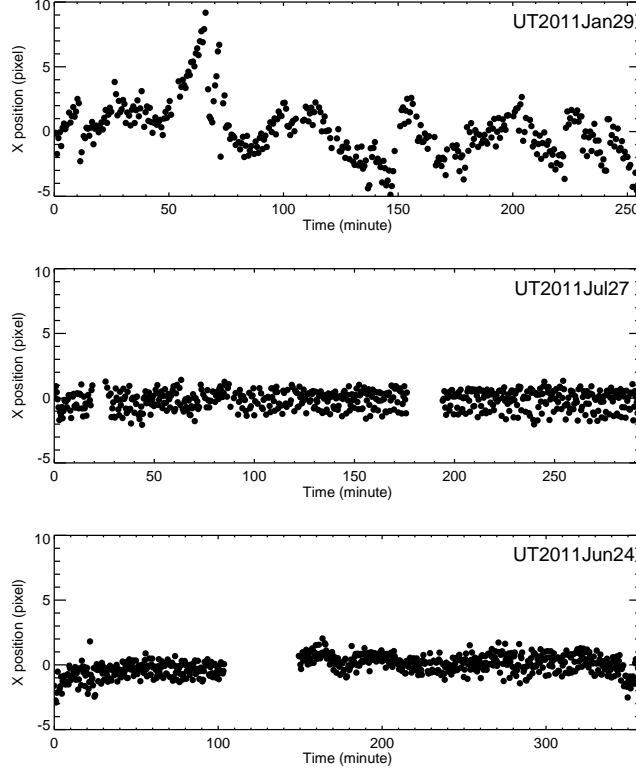 10
UT2011Jan29
5
0
-5
X position (pixel)
0 50 100 150 200 250
Time (minute)
10
UT2011Jul27
5
0
-5
X position (pixel)
0 50 100 150 200 250
Time (minute)
10
UT2011Jun24
5
0
-5
X position (pixel)
0 100 200 300
Time (minute)